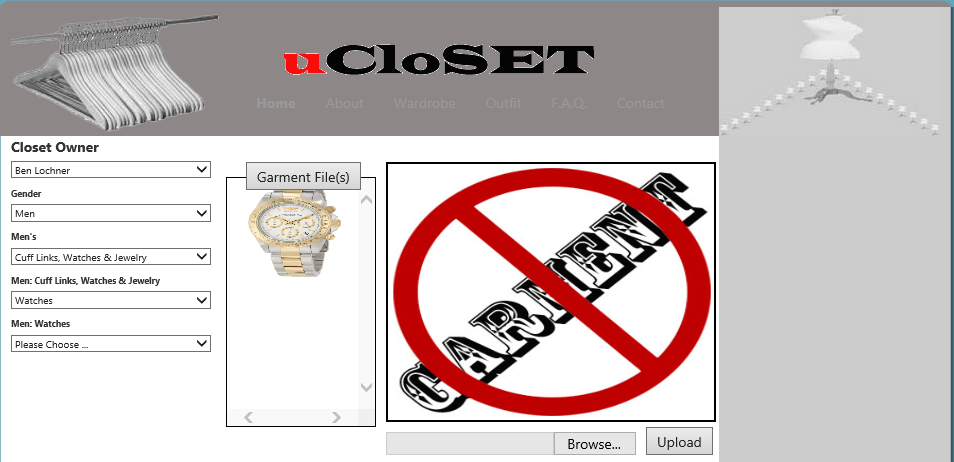 uCloSET
Home About Wardrobe Outfit F.A.Q. Contact
Closet Owner
Ben Lochner
Gender
Men
Men's
Cuff Links, Watches & Jewelry
Men: Cuff Links, Watches & Jewelry
Watches
Men: Watches
Please Choose ...
Garment File(s)
GARMENT
Browse...
Upload